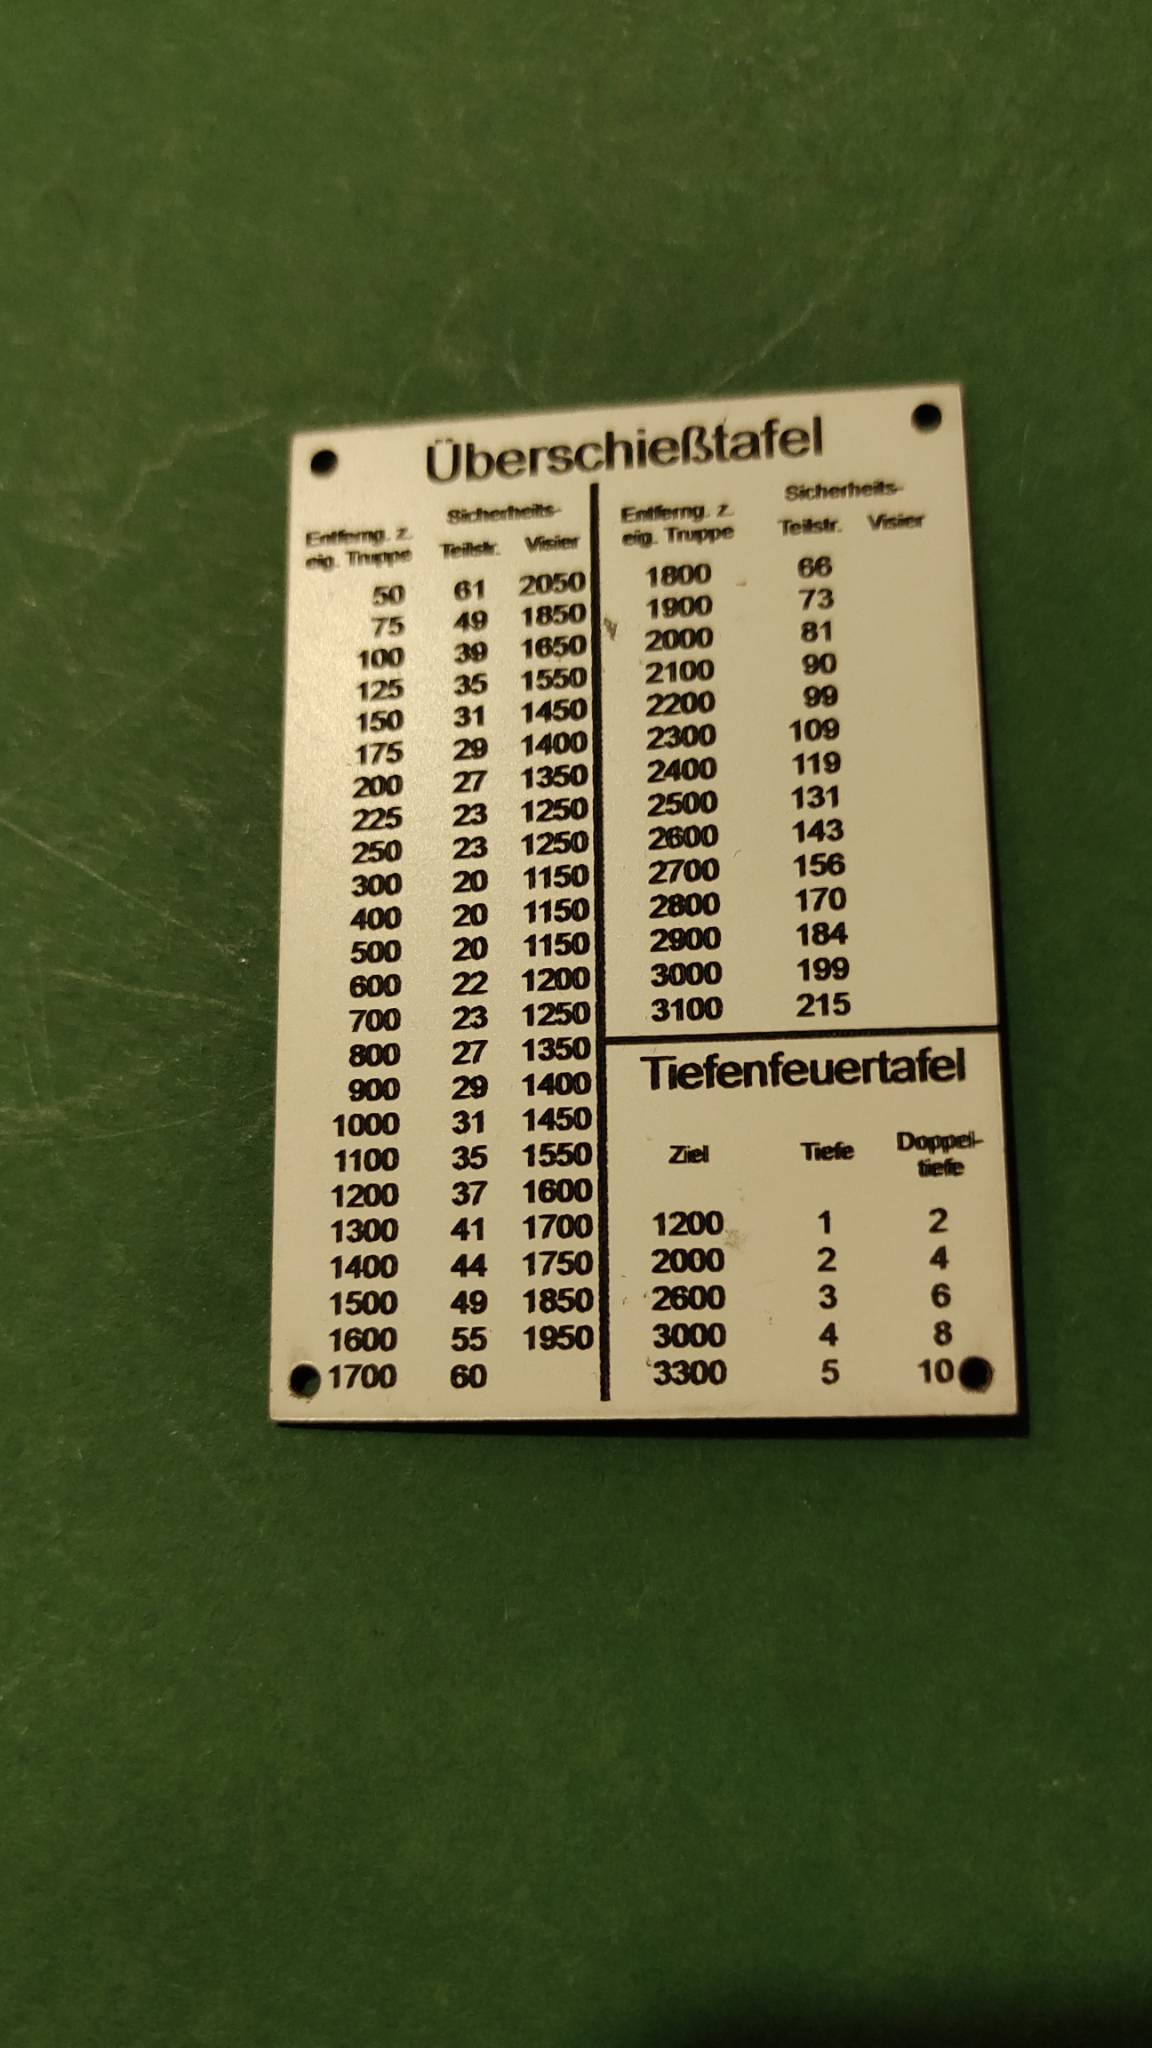 Überschießtafel
Sicherheits-
Entferng. z. eig. Truppe Teilstr. Visier
50 61 2050
75 49 1850
100 39 1650
125 35 1550
150 31 1450
175 29 1400
200 27 1350
225 23 1250
250 23 1250
300 20 1150
400 20 1150
500 20 1150
600 22 1200
700 23 1250
800 27 1350
900 29 1400
1000 31 1450
1100 35 1550
1200 37 1600
1300 41 1700
1400 44 1750
1500 49 1850
1600 55 1950
1700 60
Sicherheits-
Entferng. z. eig. Truppe Teilstr. Visier
1800 66
1900 73
2000 81
2100 90
2200 99
2300 109
2400 119
2500 131
2600 143
2700 156
2800 170
2900 184
3000 199
3100 215
Tiefenfeuertafel
Ziel Tiefe Doppel-
tiefe
1200 1 2
2000 2 4
2600 3 6
3000 4 8
3300 5 10